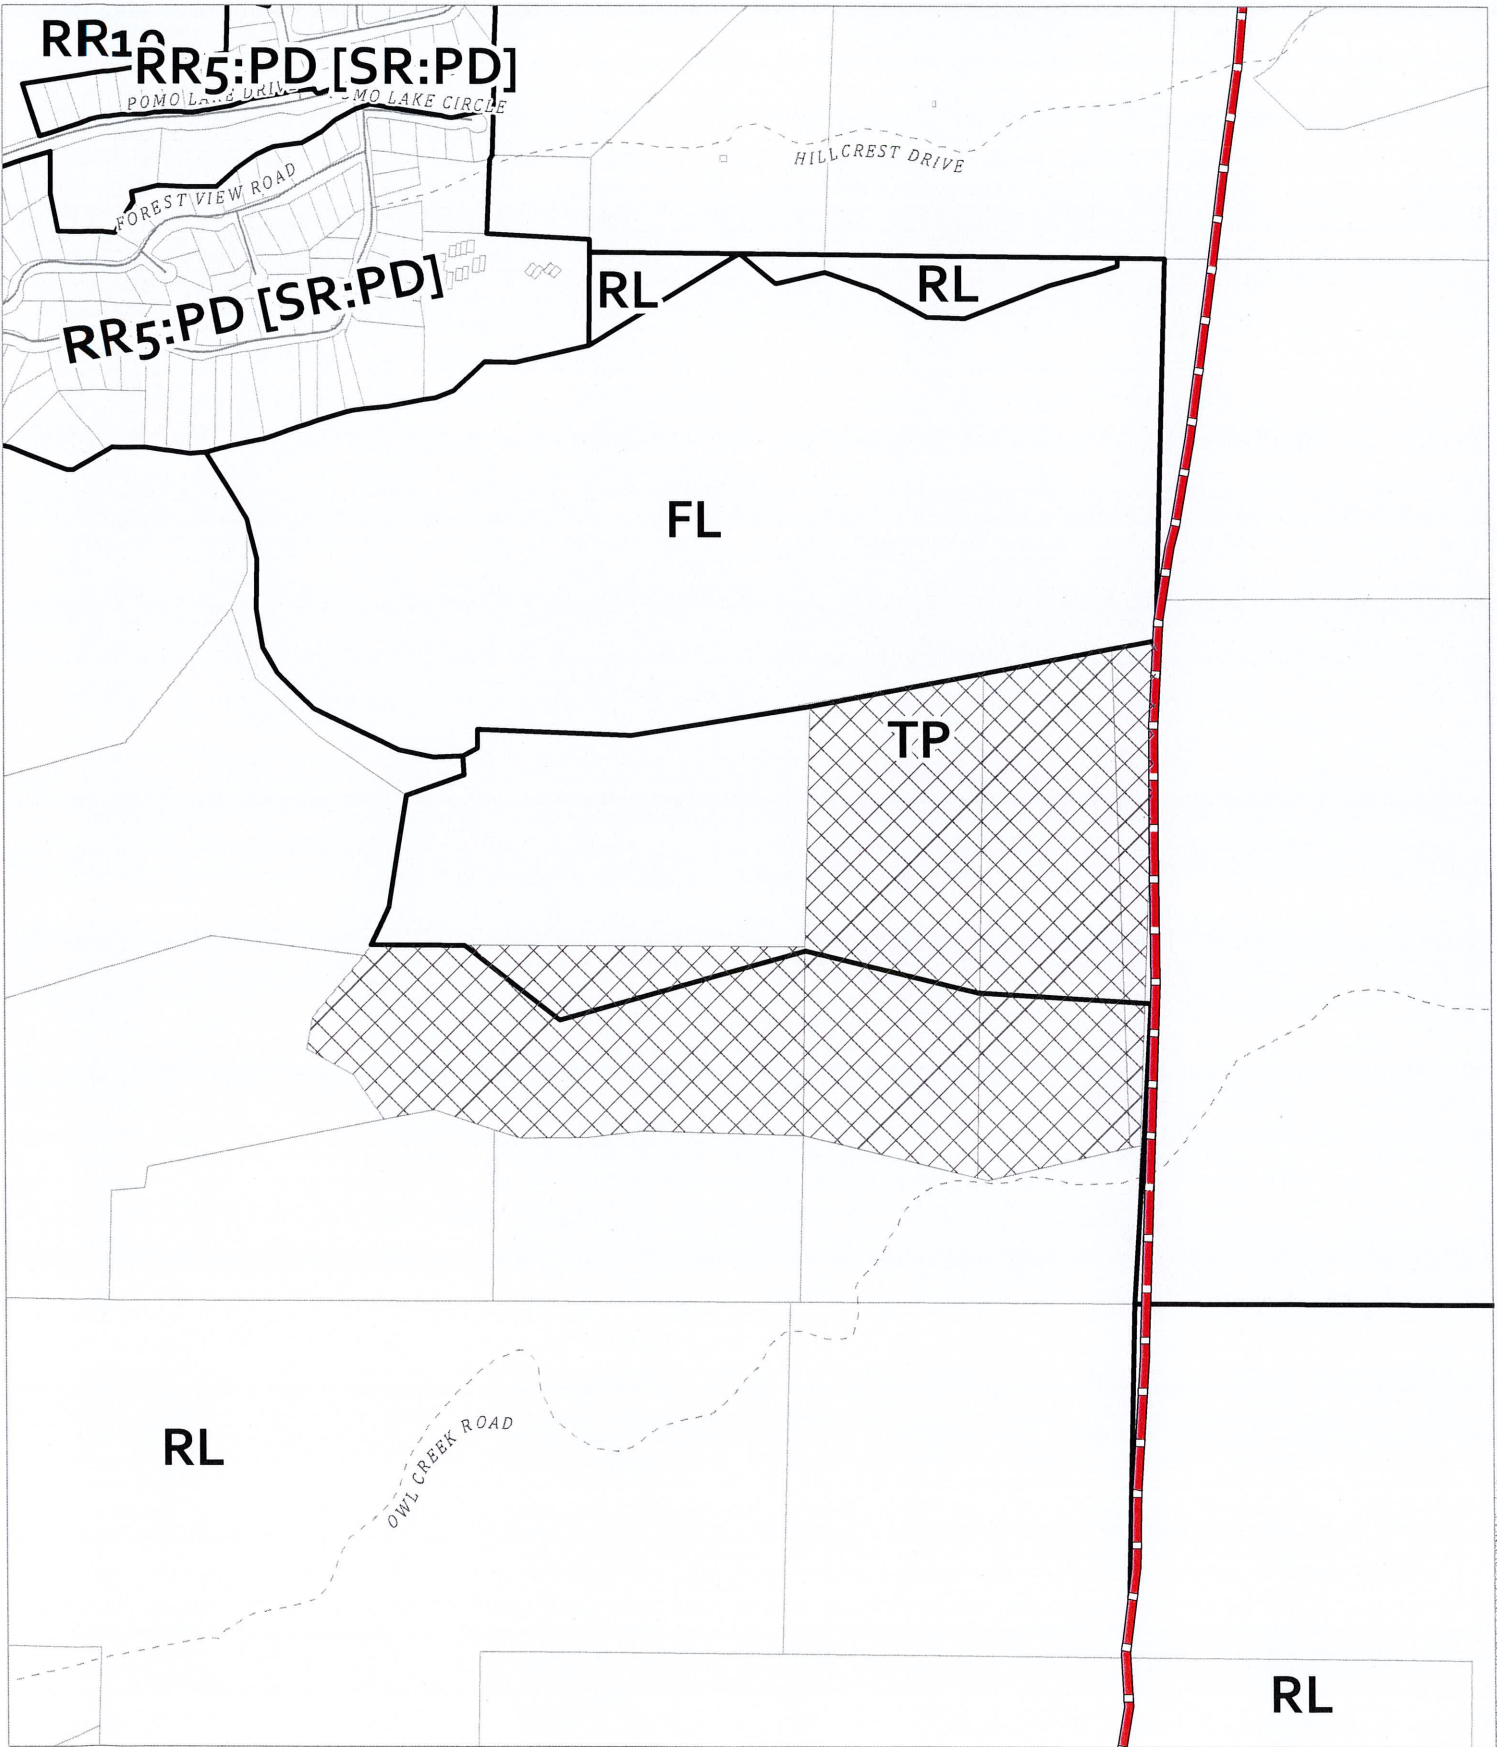 RR10
RR5:PD [SR:PD]
POMO LAKE DRIVE
POMO LAKE CIRCLE
HILLCREST DRIVE
FOREST VIEW ROAD
RR5:PD [SR:PD]
RL
RL
FL
TP
OWL CREEK ROAD
RL
RL